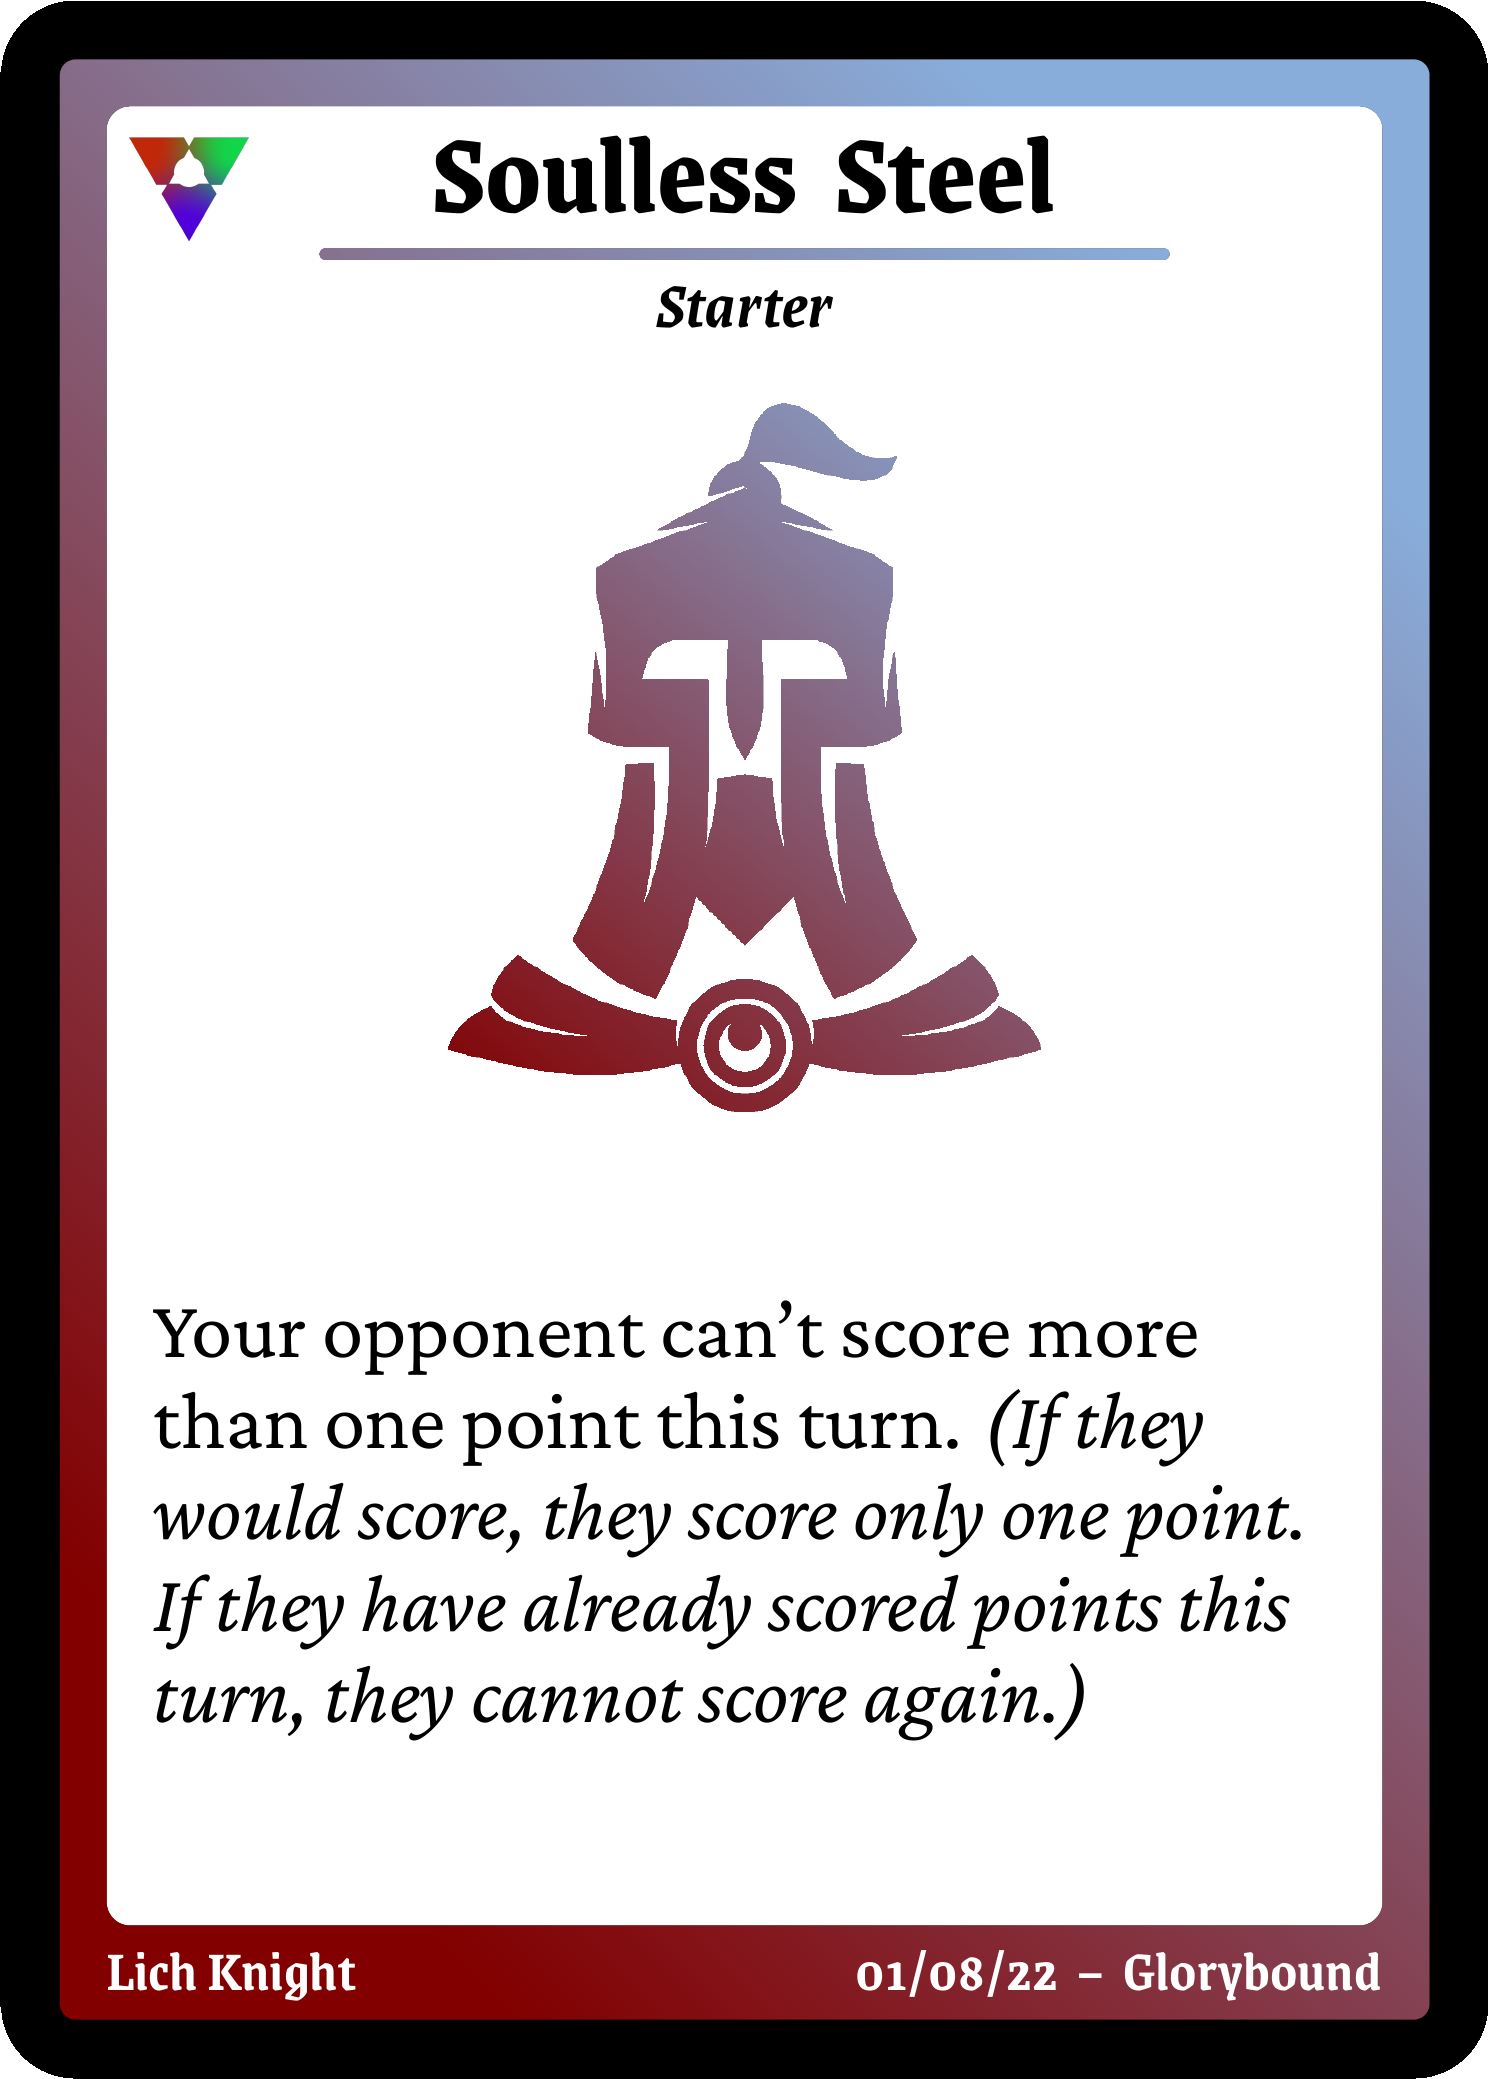 Soulless Steel
Starter
Your opponent can’t score more
than one point this turn. (If they
would score, they score only one point.
If they have already scored points this
turn, they cannot score again.)
Lich Knight
01/08/22 – Glorybound